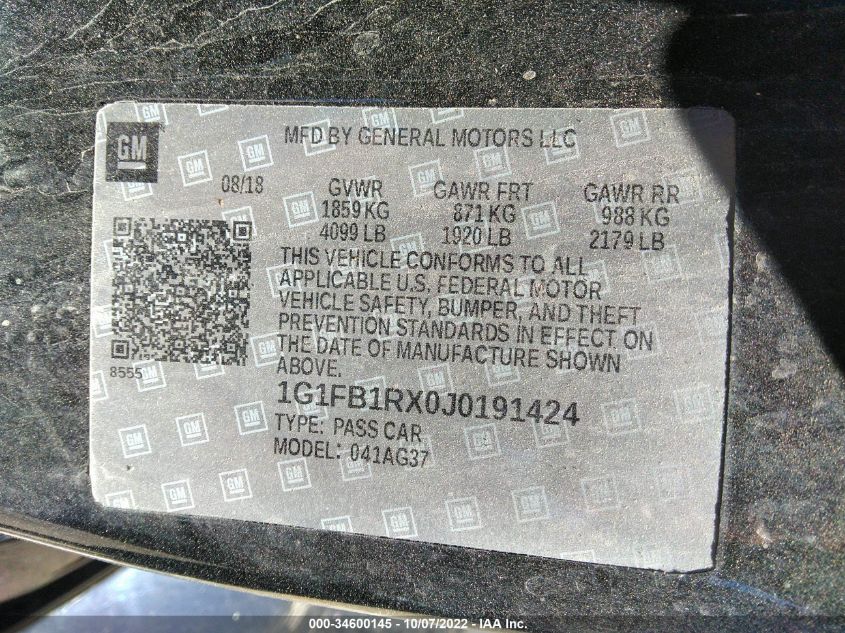 GM
MFD BY GENERAL MOTORS LLC
08/18 GVWR GAWR FRT GAWR RR
1859 KG 871 KG 988 KG
4099 LB 1920 LB 2179 LB
THIS VEHICLE CONFORMS TO ALL
APPLICABLE U.S. FEDERAL MOTOR
VEHICLE SAFETY, BUMPER, AND THEFT
PREVENTION STANDARDS IN EFFECT ON
THE DATE OF MANUFACTURE SHOWN
ABOVE.
8555
1G1FB1RX0J0191424
TYPE: PASS CAR
MODEL: 041AG37
000-34600145 - 10/07/2022 - IAA Inc.